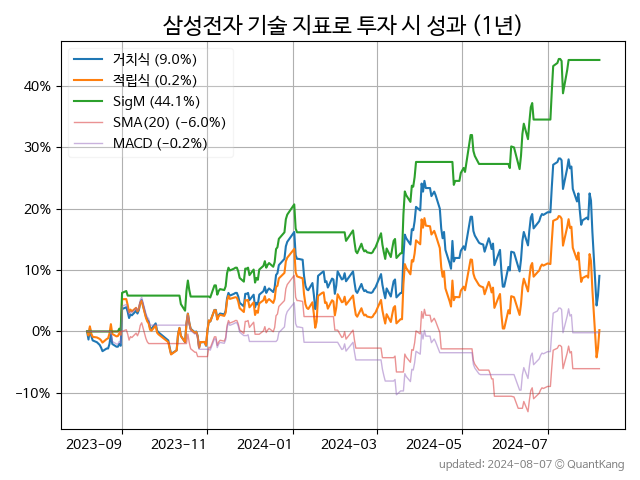 삼성전자 기술 지표로 투자 시 성과 (1년)
거치식 (9.0%)
적립식 (0.2%)
SigM (44.1%)
SMA(20) (−6.0%)
MACD (−0.2%)
40%
30%
20%
10%
0%
−10%
2023-09 2023-11 2024-01 2024-03 2024-05 2024-07
updated: 2024-08-07 © QuantKang